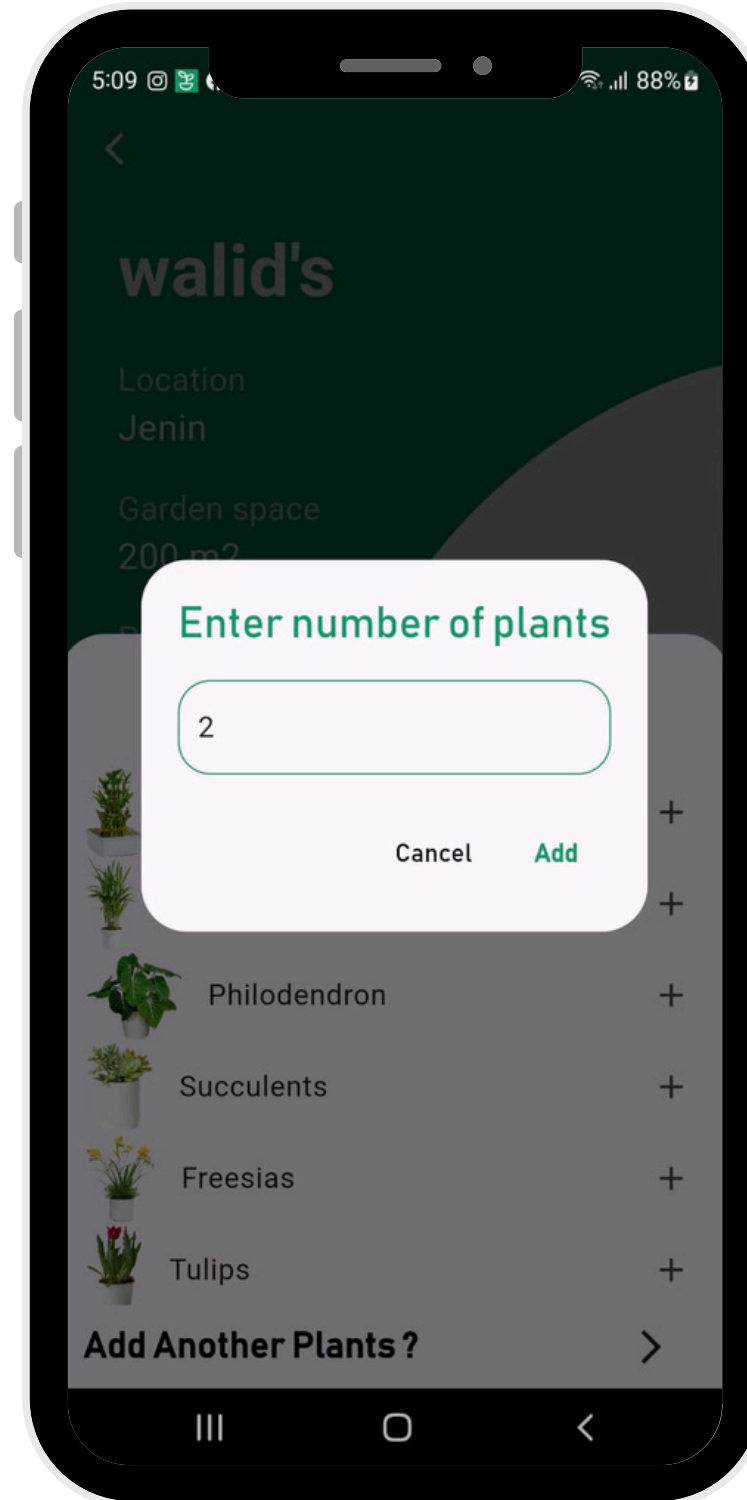 5:09
88%
walid's
Location
Jenin
Garden space
200 m2
Enter number of plants
2
Cancel Add
Philodendron
Succulents
Freesias
Tulips
Add Another Plants ?